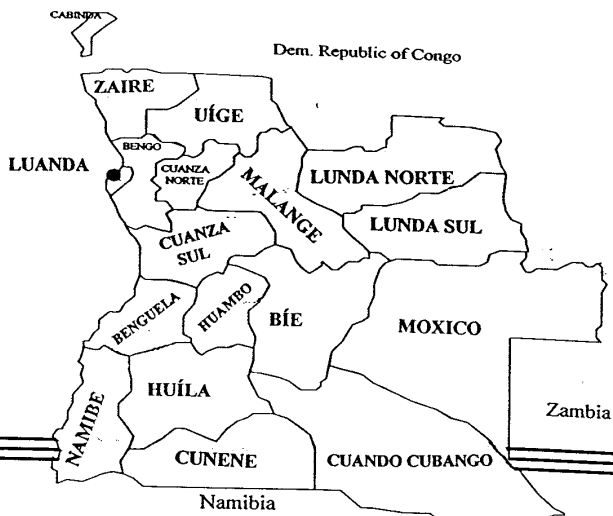 CABINDA
Dem. Republic of Congo
ZAIRE
UÍGE
BENGO
LUANDA
CUANZA
NORTE
MALANGE
LUNDA NORTE
LUNDA SUL
CUANZA
SUL
BENGUELA
HUAMBO
BÍE
MOXICO
HUÍLA
NAMIBE
Zambia
CUNENE
CUANDO CUBANGO
Namibia